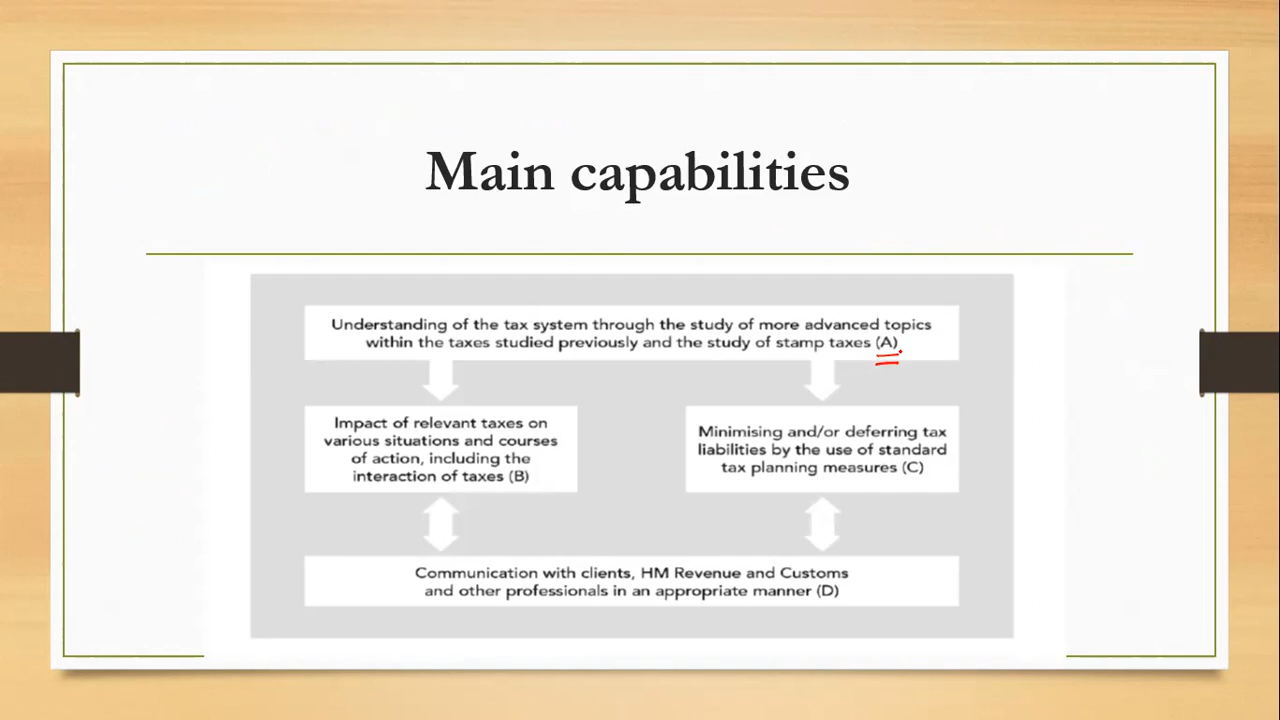 Main capabilities
Understanding of the tax system through the study of more advanced topics
within the taxes studied previously and the study of stamp taxes (A)
Impact of relevant taxes on
various situations and courses
of action, including the
interaction of taxes (B)
Minimising and/or deferring tax
liabilities by the use of standard
tax planning measures (C)
Communication with clients, HM Revenue and Customs
and other professionals in an appropriate manner (D)